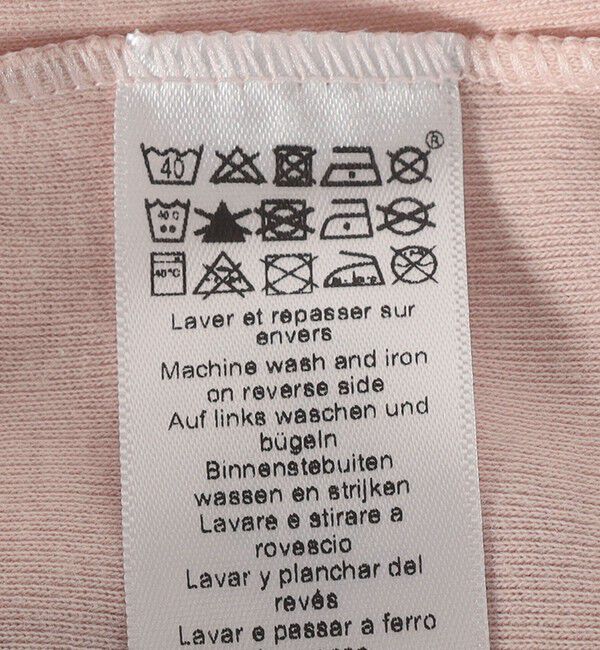 ®
40
40 C
40°C
Laver et repasser sur
envers
Machine wash and iron
on reverse side
Auf links waschen und
bügeln
Binnenstebuiten
wassen en strijken
Lavare e stirare a
rovescio
Lavar y planchar del
revés
Lavar e passar a ferro